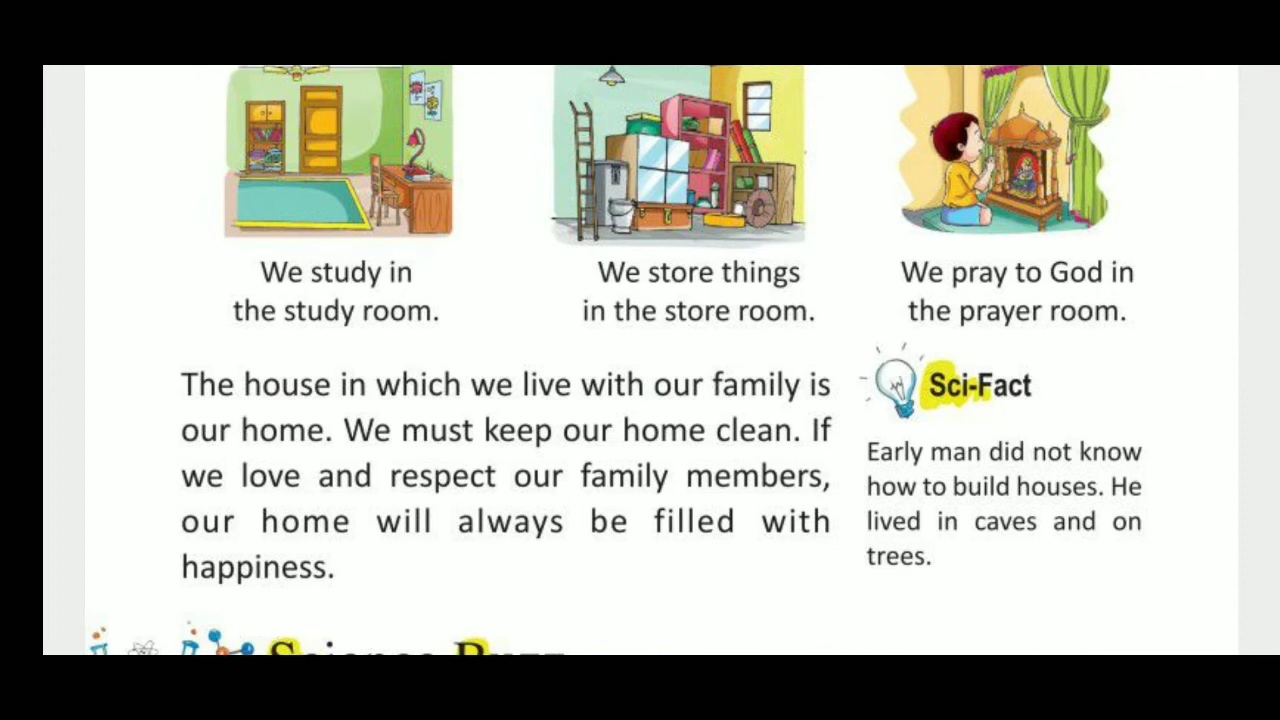 We study in
the study room.
We store things
in the store room.
We pray to God in
the prayer room.
The house in which we live with our family is
our home. We must keep our home clean. If
we love and respect our family members,
our home will always be filled with
happiness.
Sci-Fact
Early man did not know
how to build houses. He
lived in caves and on
trees.
Science Buzz